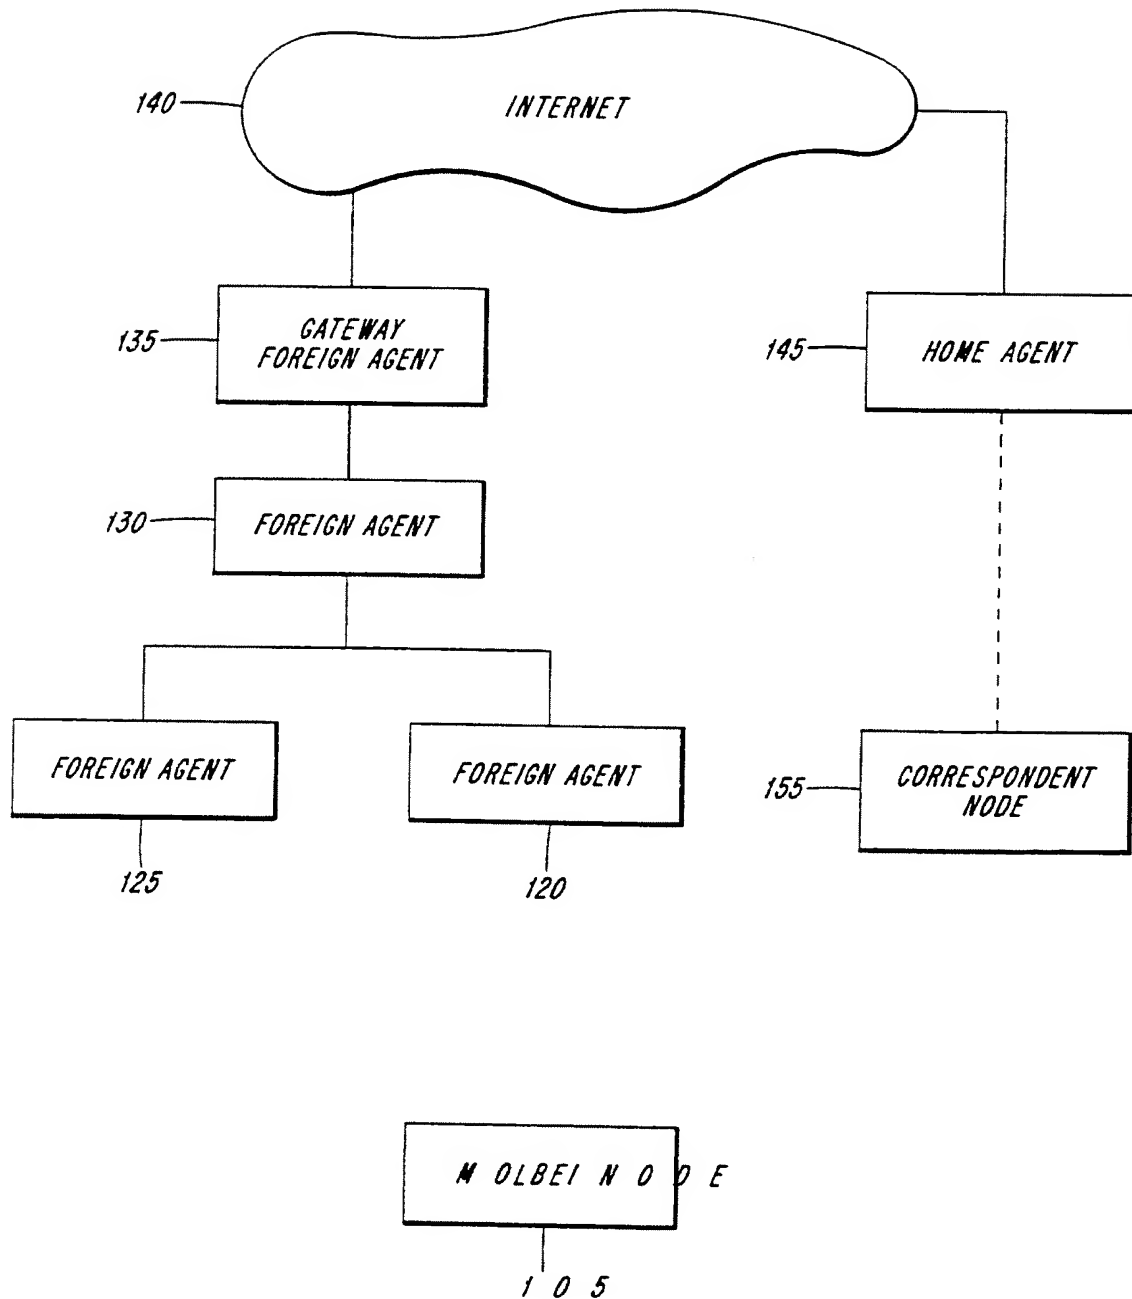 140
INTERNET
135
GATEWAY
FOREIGN AGENT
145
HOME AGENT
130
FOREIGN AGENT
FOREIGN AGENT
FOREIGN AGENT
155
CORRESPONDENT
NODE
125
120
M OLBEI N O D E
1 0 5